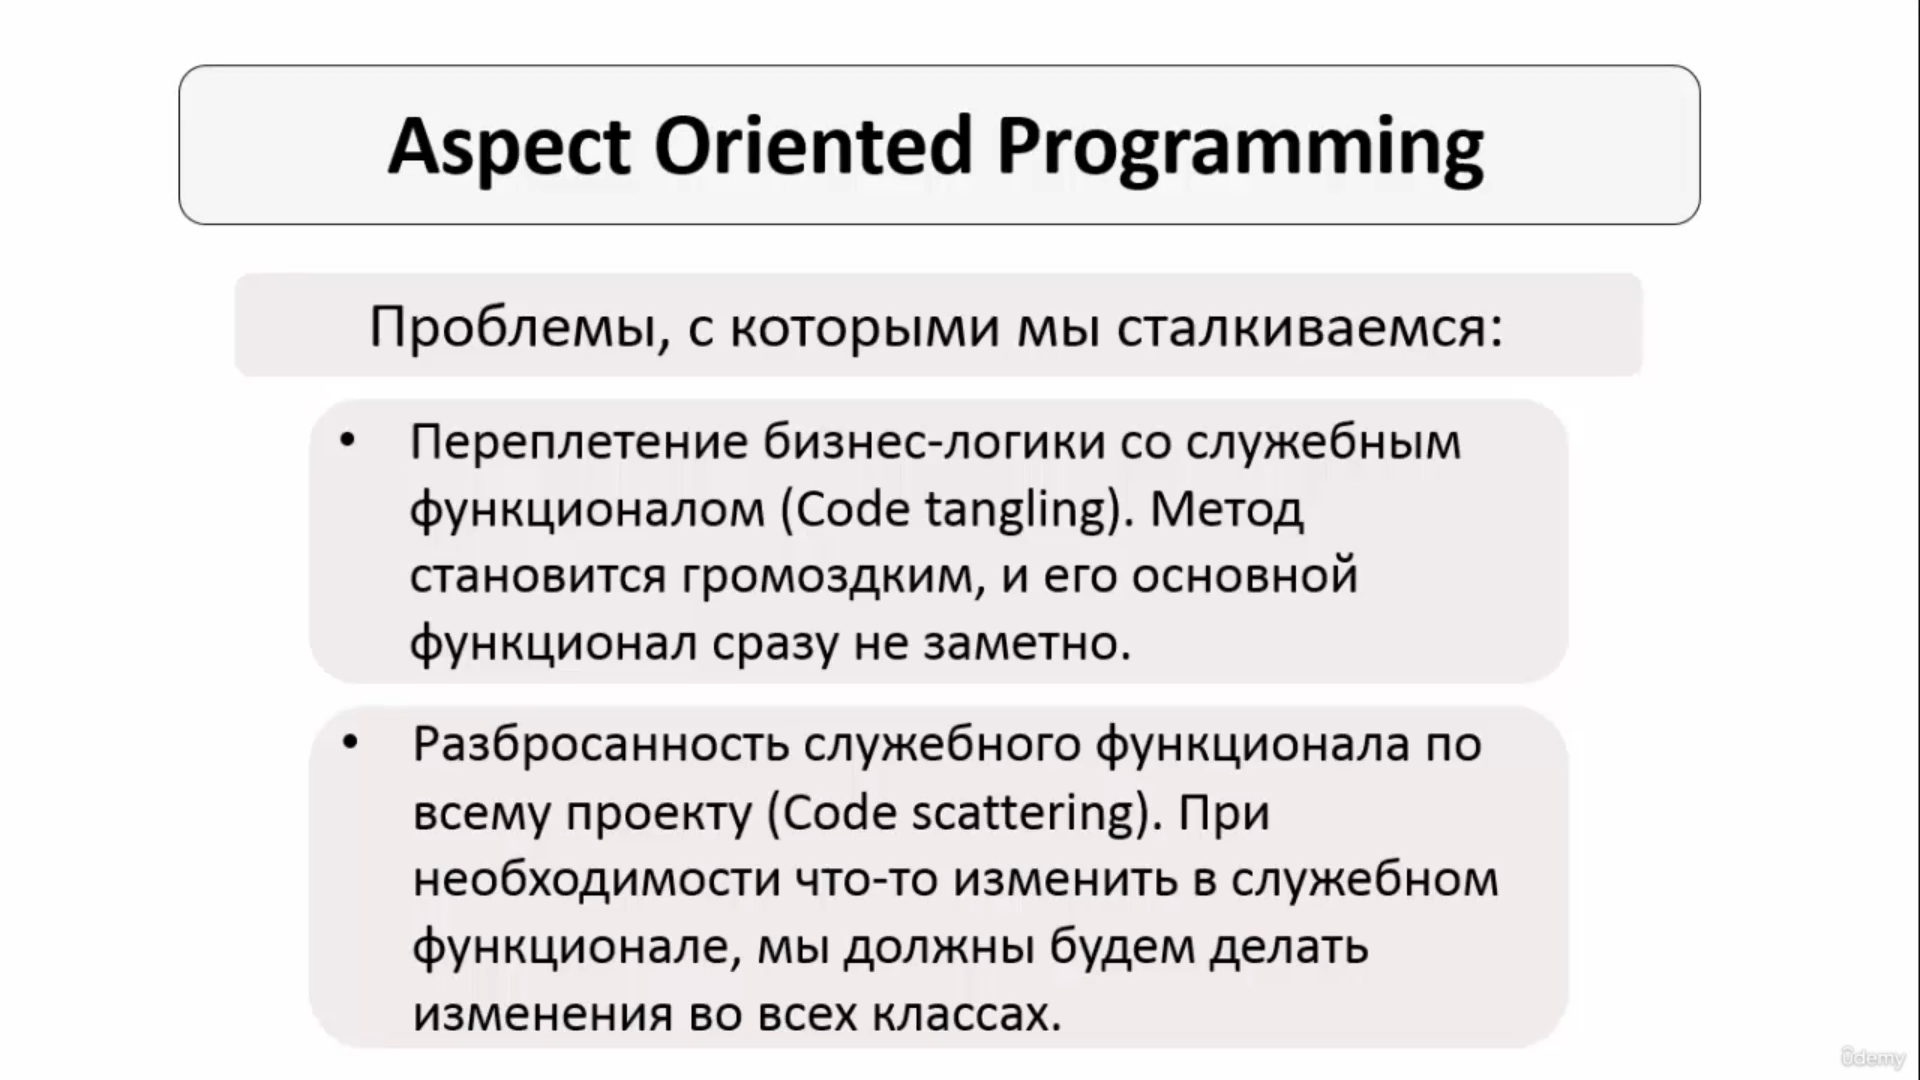 Aspect Oriented Programming
Проблемы, с которыми мы сталкиваемся:
• Переплетение бизнес-логики со служебным
функционалом (Code tangling). Метод
становится громоздким, и его основной
функционал сразу не заметно.
• Разбросанность служебного функционала по
всему проекту (Code scattering). При
необходимости что-то изменить в служебном
функционале, мы должны будем делать
изменения во всех классах.
ûdemy